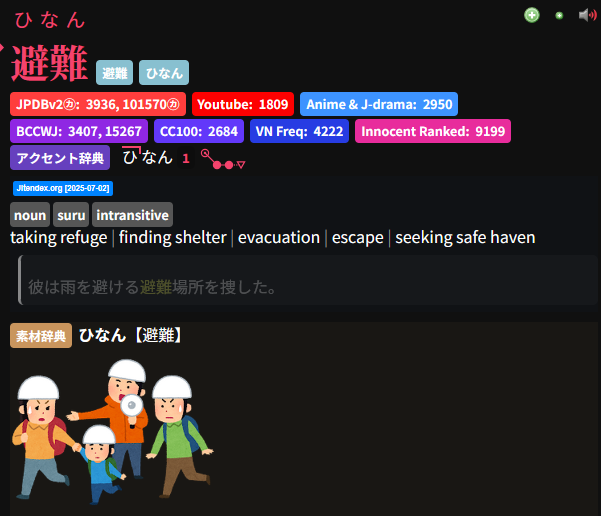 ひなん
避難 避難 ひなん
JPDBv2㋕: 3936, 101570㋕ Youtube: 1809 Anime & J-drama: 2950
BCCWJ: 3407, 15267 CC100: 2684 VN Freq: 4222 Innocent Ranked: 9199
アクセント辞典 ひなん 1
Jitendex.org [2025-07-02]
noun suru intransitive
taking refuge | finding shelter | evacuation | escape | seeking safe haven
彼は雨を避ける避難場所を捜した。
素材辞典 ひなん【避難】